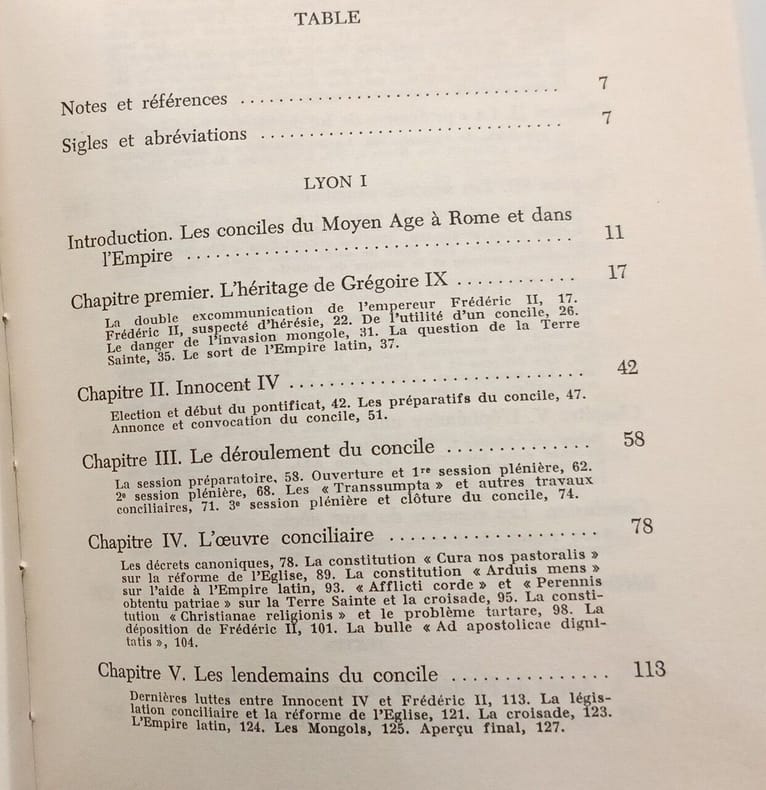 TABLE
Notes et références ................................. 7
Sigles et abréviations ............................... 7
LYON I
Introduction. Les conciles du Moyen Age à Rome et dans
l'Empire ........................................ 11
Chapitre premier. L'héritage de Grégoire IX ............ 17
La double excommunication de l'empereur Frédéric II, 17.
Frédéric II, suspecté d'hérésie, 22. De l'utilité d'un concile, 26.
Le danger de l'invasion mongole, 31. La question de la Terre
Sainte, 35. Le sort de l'Empire latin, 37.
Chapitre II. Innocent IV ............................. 42
Election et début du pontificat, 42. Les préparatifs du concile, 47.
Annonce et convocation du concile, 51.
Chapitre III. Le déroulement du concile .............. 58
La session préparatoire, 58. Ouverture et 1re session plénière, 62.
2e session plénière, 68. Les « Transsumpta » et autres travaux
conciliaires, 71. 3e session plénière et clôture du concile, 74.
Chapitre IV. L'œuvre conciliaire .................... 78
Les décrets canoniques, 78. La constitution « Cura nos pastoralis »
sur la réforme de l'Eglise, 89. La constitution « Arduis mens »
sur l'aide à l'Empire latin, 93. « Afflicti corde » et « Perennis
obtentu patriae » sur la Terre Sainte et la croisade, 95. La consti-
tution « Christianae religionis » et le problème tartare, 98. La
déposition de Frédéric II, 101. La bulle « Ad apostolicae digni-
tatis », 104.
Chapitre V. Les lendemains du concile ............... 113
Dernières luttes entre Innocent IV et Frédéric II, 113. La légis-
lation conciliaire et la réforme de l'Eglise, 121. La croisade, 123.
L'Empire latin, 124. Les Mongols, 125. Aperçu final, 127.